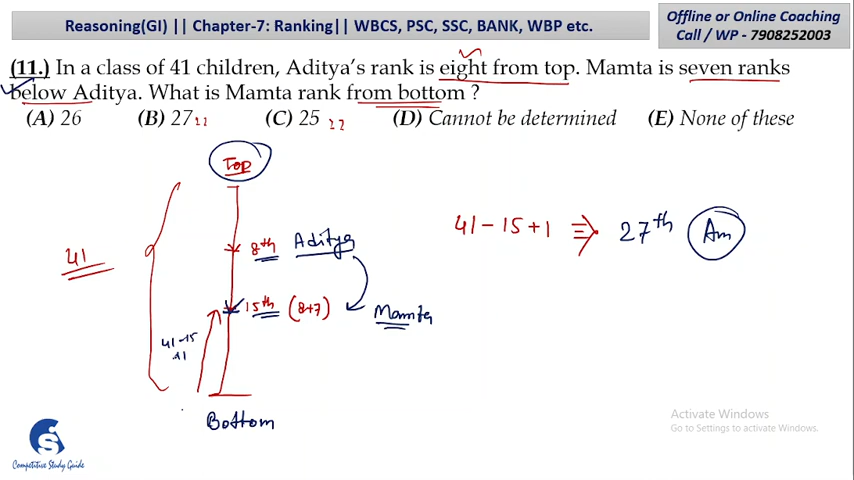 Reasoning(GI) || Chapter-7: Ranking|| WBCS, PSC, SSC, BANK, WBP etc.
Offline or Online Coaching
Call / WP - 7908252003
(11.) In a class of 41 children, Aditya's rank is eight from top. Mamta is seven ranks
below Aditya. What is Mamta rank from bottom ?
(A) 26 (B) 27 (C) 25 (D) Cannot be determined (E) None of these
Top
41 - 15 + 1 ⇒ 27th Am
8th Aditya
41
15th (8+7) Mamta
41-15
Bottom
Activate Windows
Go to Settings to activate Windows.
CS
Competitive Study Guide